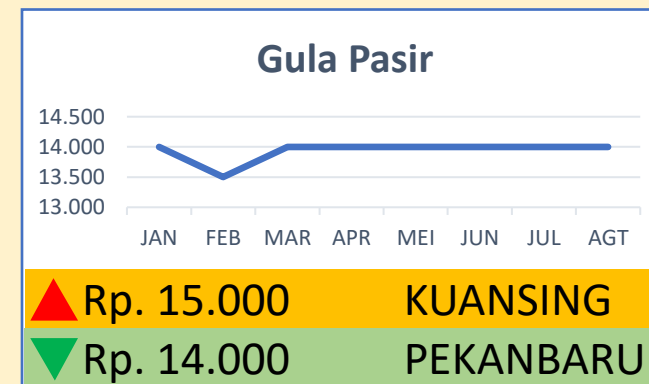 Gula Pasir
14.500
14.000
13.500
13.000
JAN FEB MAR APR MEI JUN JUL AGT
Rp. 15.000 KUANSING
Rp. 14.000 PEKANBARU